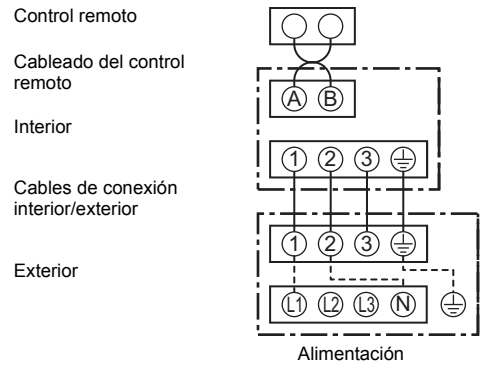 Control remoto
Cableado del control
remoto
A B
Interior
1 2 3
Cables de conexión
interior/exterior
1 2 3
Exterior
L1 L2 L3 N
Alimentación